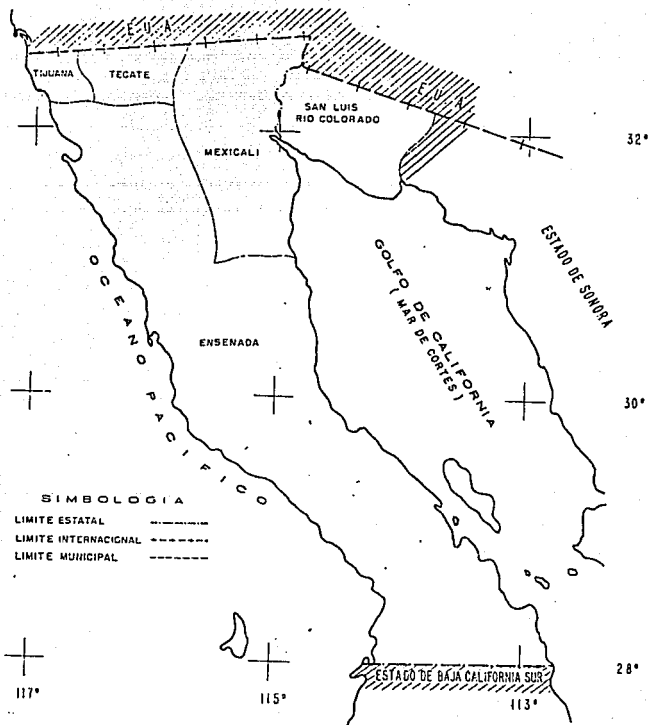 E U A
TIJUANA
TECATE
E U A
SAN LUIS
RIO COLORADO
MEXICALI
32°
ESTADO DE SONORA
GOLFO DE CALIFORNIA
( MAR DE CORTES )
OCEANO PACIFICO
ENSENADA
30°
SIMBOLOGIA
LIMITE ESTATAL
LIMITE INTERNACIONAL
LIMITE MUNICIPAL
28°
ESTADO DE BAJA CALIFORNIA SUR
117°
115°
113°